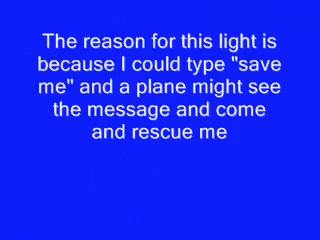 The reason for this light is
because I could type "save
me" and a plane might see
the message and come
and rescue me